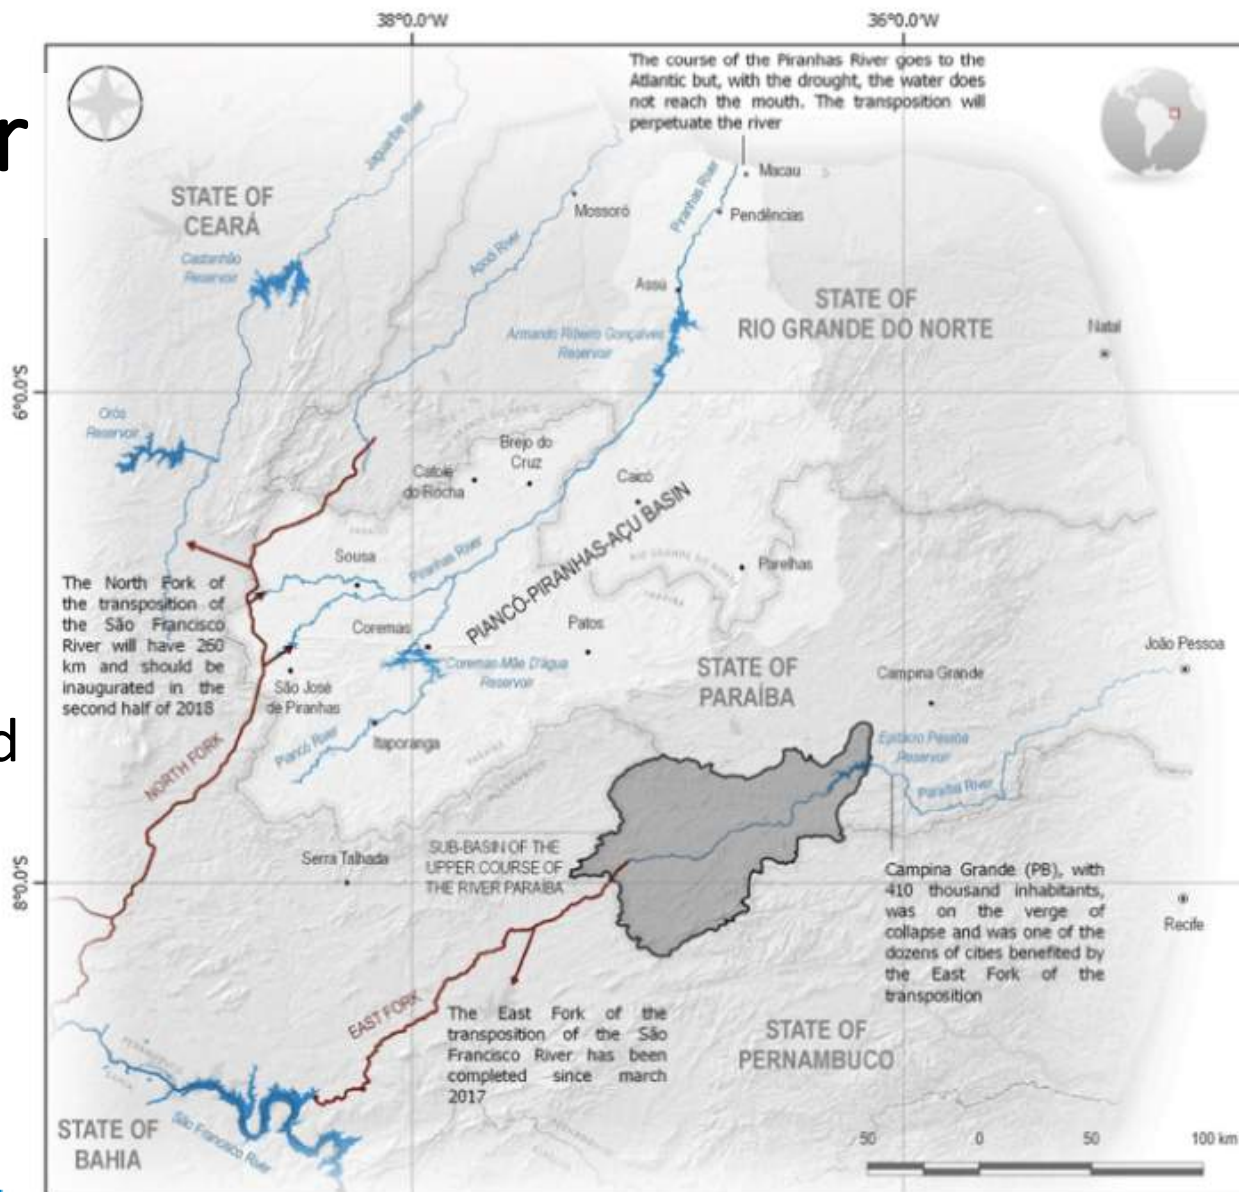 38°0.0'W
36°0.0'W
The course of the Piranhas River goes to the
Atlantic but, with the drought, the water does
not reach the mouth. The transposition will
perpetuate the river
r
Jaguaribe River
Macau
STATE OF
CEARÁ
Mossoró
Piranhas River
Pendências
Castanhão
Reservoir
Apodi River
Assú
STATE OF
RIO GRANDE DO NORTE
Armando Ribeiro Gonçalves
Reservoir
Natal
6°0.0'S
Orós
Reservoir
Brejo do
Cruz
Catolé
do Rocha
Caicó
PIANCÓ-PIRANHAS-AÇU BASIN
Sousa
Piranhas River
RIO GRANDE DO NORTE
PARAÍBA
Parelhas
The North Fork of
the transposition of
the São Francisco
River will have 260
km and should be
inaugurated in the
second half of 2018
Coremas
Patos
Coremas-Mãe D'água
Reservoir
STATE OF
PARAÍBA
João Pessoa
Campina Grande
São José
de Piranhas
d
Piancó River
Itaporanga
Epitácio Pessoa
Reservoir
NORTH FORK
Paraíba River
SUB-BASIN OF THE
UPPER COURSE OF
THE RIVER PARAÍBA
Serra Talhada
8°0.0'S
Campina Grande (PB), with
410 thousand inhabitants,
was on the verge of
collapse and was one of the
dozens of cities benefited by
the East Fork of the
transposition
Recife
EAST FORK
The East Fork of the
transposition of the São
Francisco River has been
completed since march
2017
STATE OF
PERNAMBUCO
São Francisco River
STATE OF
BAHIA
50 0 50 100 km